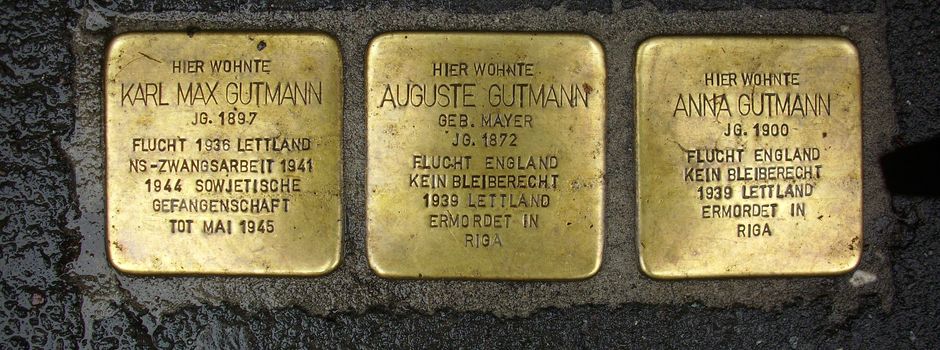 HIER WOHNTE
KARL MAX GUTMANN
JG. 1897
FLUCHT 1936 LETTLAND
NS-ZWANGSARBEIT 1941
1944 SOWJETISCHE
GEFANGENSCHAFT
TOT MAI 1945
HIER WOHNTE
AUGUSTE GUTMANN
GEB. MAYER
JG. 1872
FLUCHT ENGLAND
KEIN BLEIBERECHT
1939 LETTLAND
ERMORDET IN
RIGA
HIER WOHNTE
ANNA GUTMANN
JG. 1900
FLUCHT ENGLAND
KEIN BLEIBERECHT
1939 LETTLAND
ERMORDET IN
RIGA